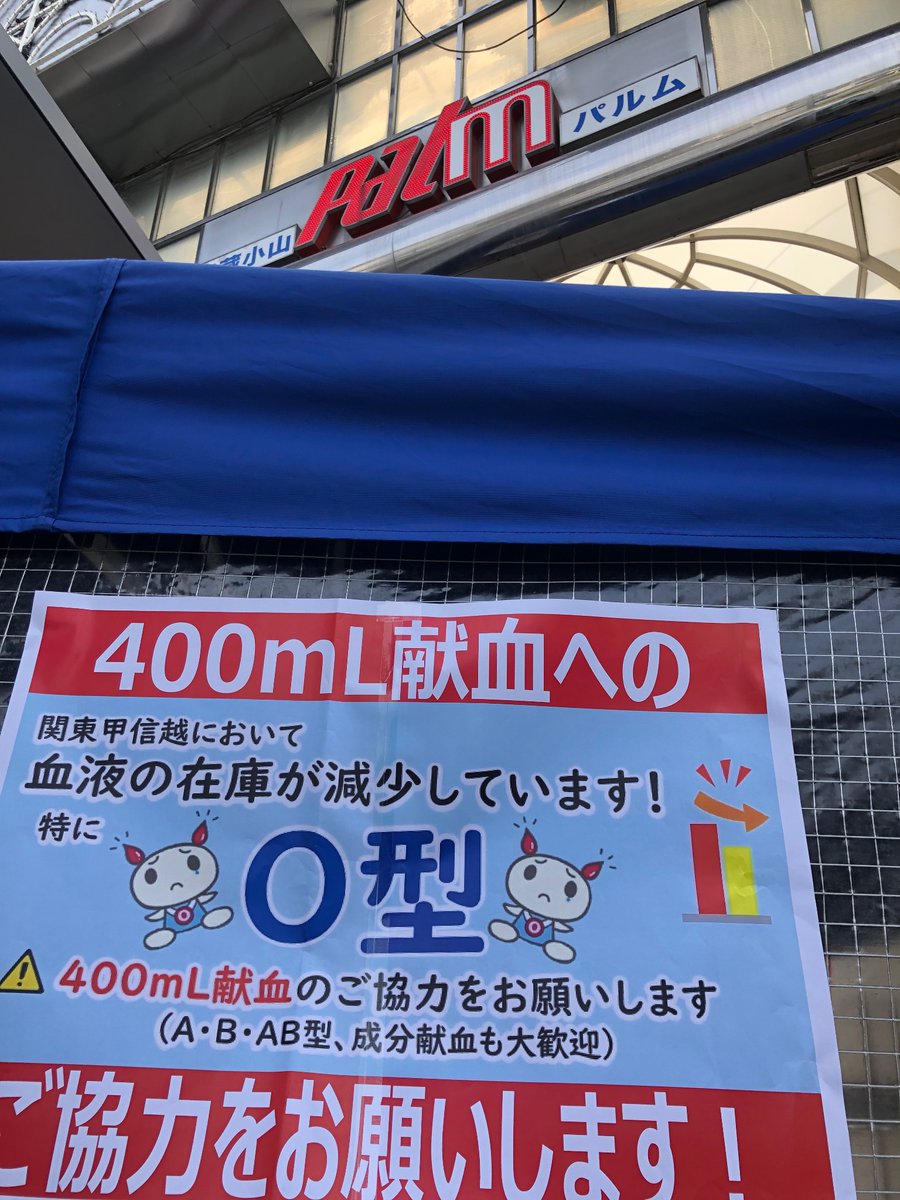 Palm
パルム
蔵小山
400mL献血への
関東甲信越において
血液の在庫が減少しています!
特に
O型
400mL献血のご協力をお願いします
(A・B・AB型、成分献血も大歓迎)
ご協力をお願いします!